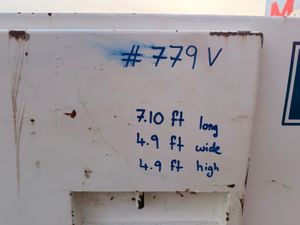 M
#779V
7.10 ft long
4.9 ft wide
4.9 ft high